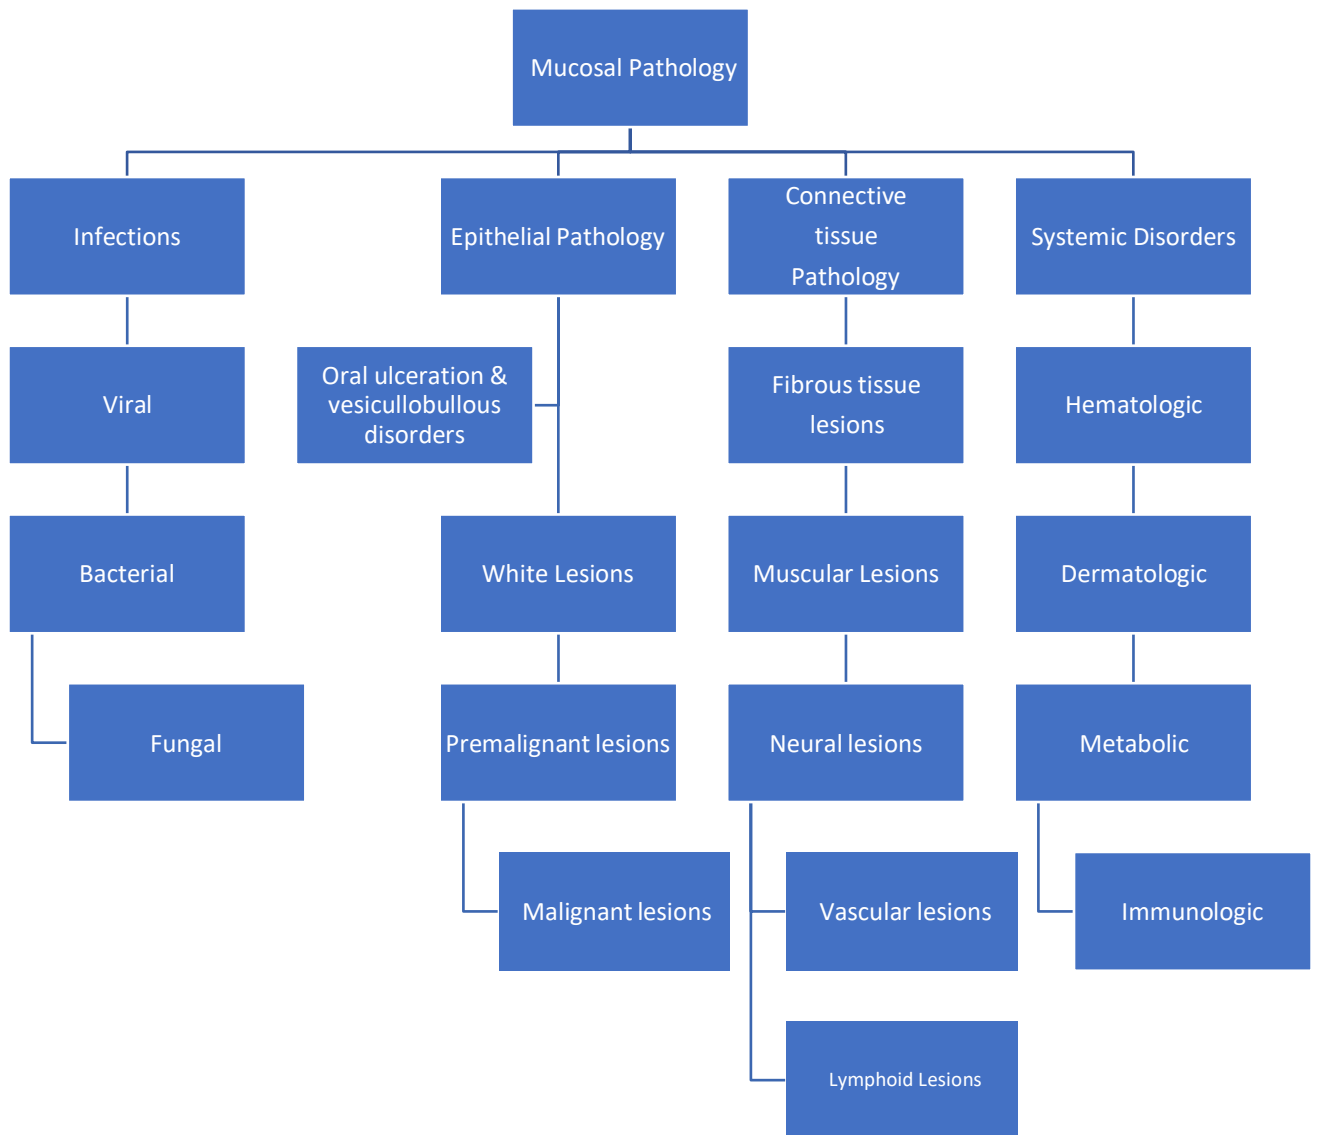 Mucosal Pathology
Infections
Epithelial Pathology
Connective
tissue
Pathology
Systemic Disorders
Viral
Oral ulceration &
vesicullobullous
disorders
Fibrous tissue
lesions
Hematologic
Bacterial
White Lesions
Muscular Lesions
Dermatologic
Fungal
Premalignant lesions
Neural lesions
Metabolic
Malignant lesions
Vascular lesions
Immunologic
Lymphoid Lesions